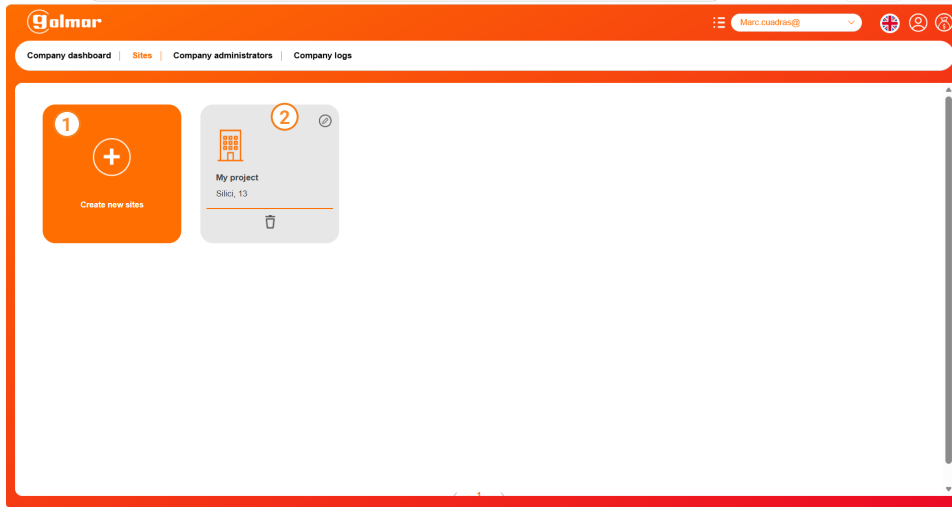 golmar
Marc.cuadras@
Company dashboard | Sites | Company administrators | Company logs
1
2
My project
Silici, 13
Create new sites
< 1 >